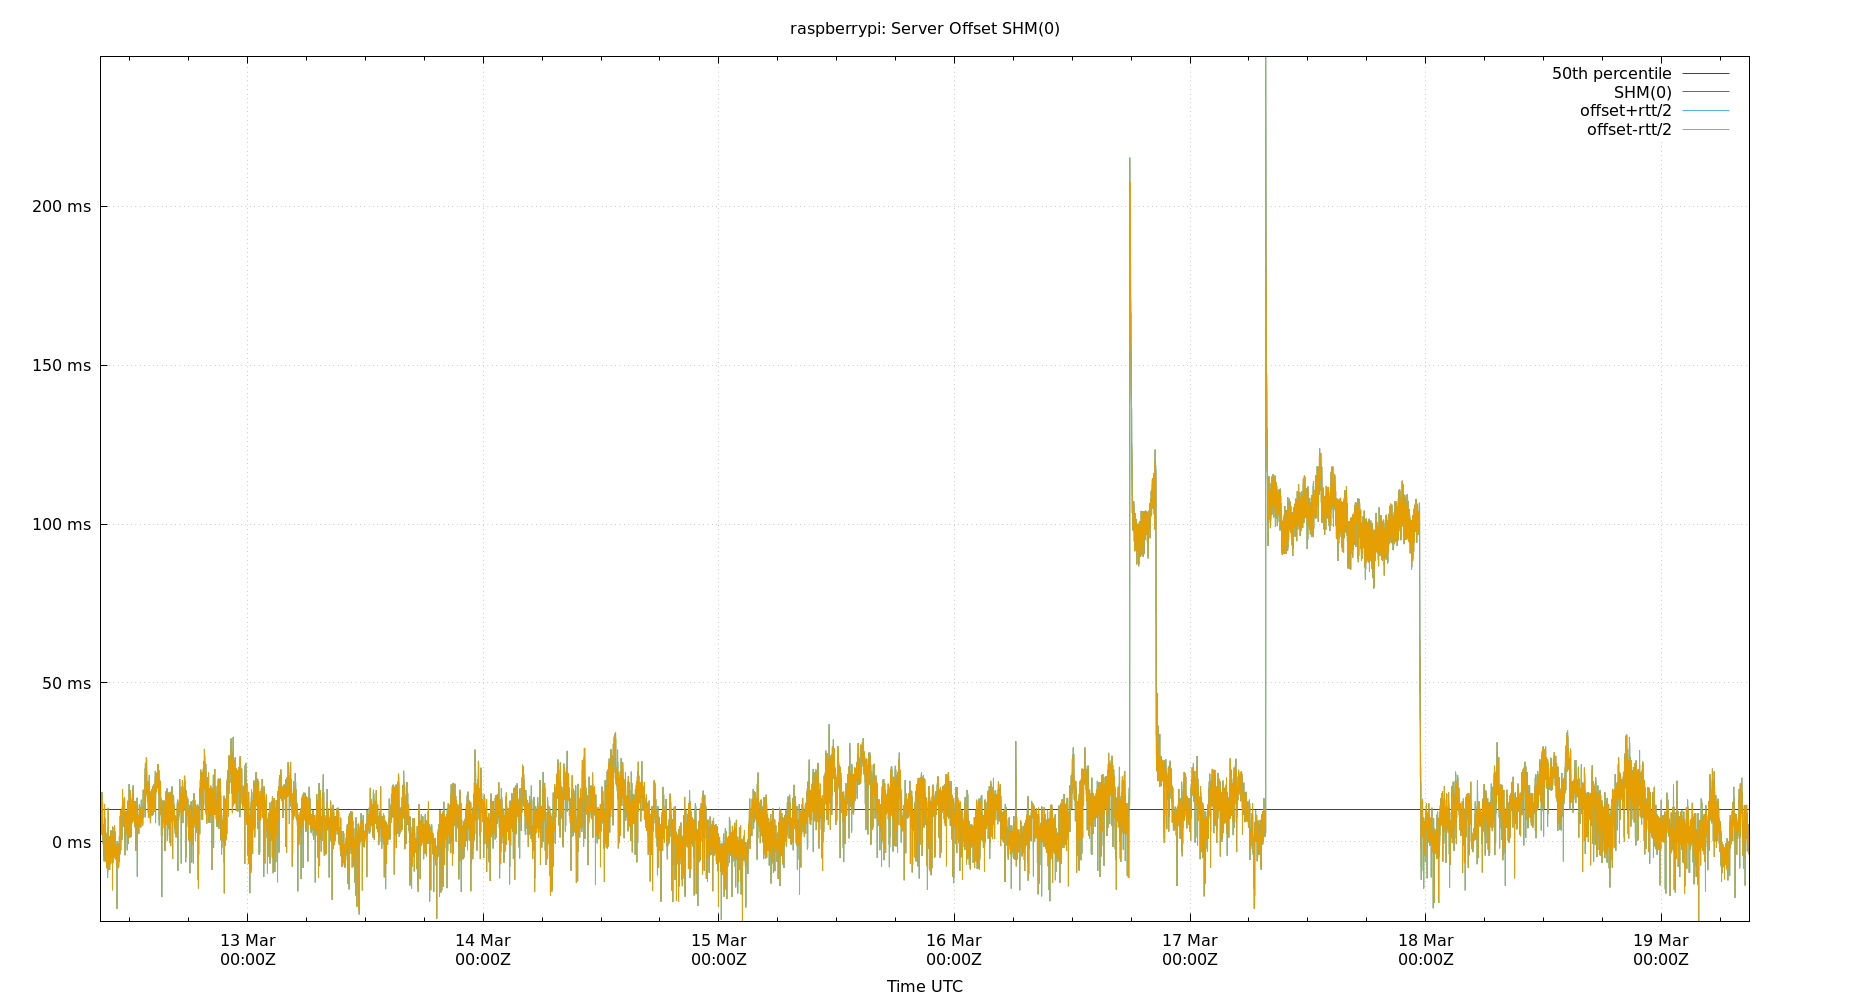 raspberrypi: Server Offset SHM(0)
50th percentile
SHM(0)
offset+rtt/2
offset-rtt/2
200 ms
150 ms
100 ms
50 ms
0 ms
13 Mar 14 Mar 15 Mar 16 Mar 17 Mar 18 Mar 19 Mar
00:00Z 00:00Z 00:00Z 00:00Z 00:00Z 00:00Z 00:00Z
Time UTC